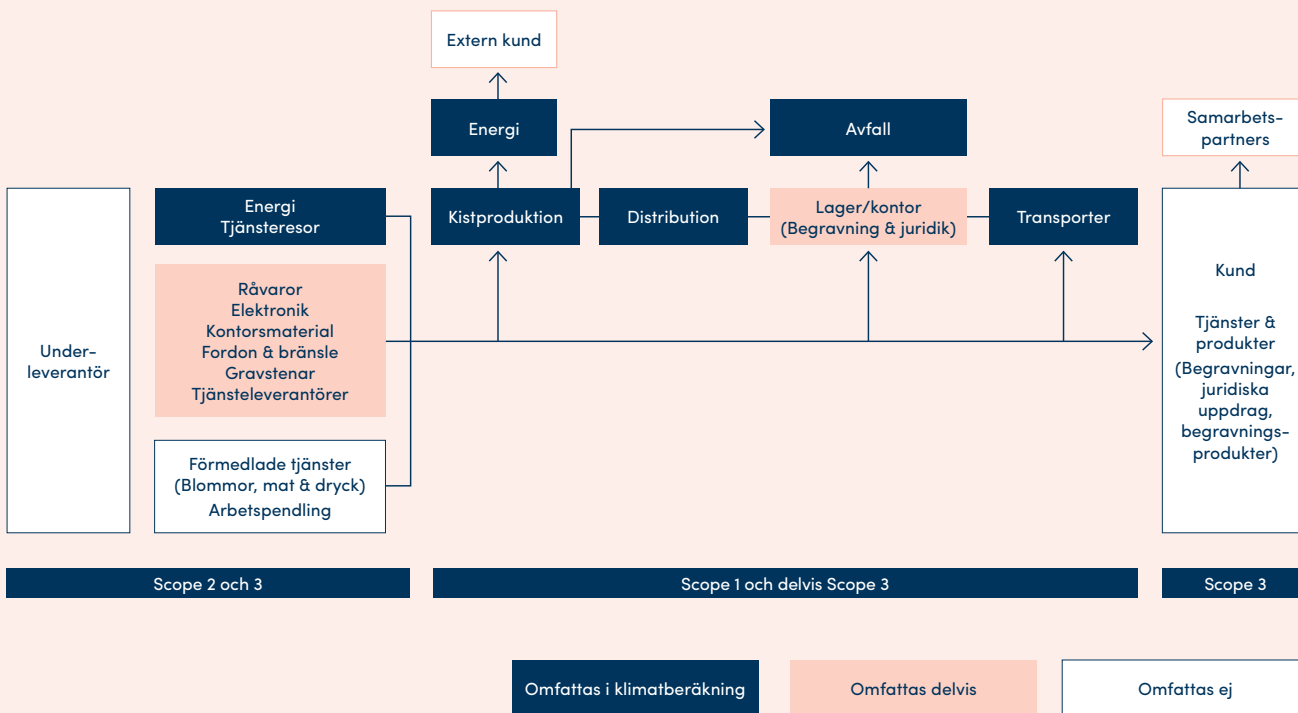 Extern kund
Energi
Avfall
Samarbets-
partners
Energi
Tjänsteresor
Kistproduktion
Distribution
Lager/kontor
(Begravning & juridik)
Transporter
Råvaror
Elektronik
Kontorsmaterial
Fordon & bränsle
Gravstenar
Tjänsteleverantörer
Under-
leverantör
Förmedlade tjänster
(Blommor, mat & dryck)
Arbetspendling
Kund
Tjänster &
produkter
(Begravningar,
juridiska
uppdrag,
begravnings-
produkter)
Scope 2 och 3
Scope 1 och delvis Scope 3
Scope 3
Omfattas i klimatberäkning
Omfattas delvis
Omfattas ej